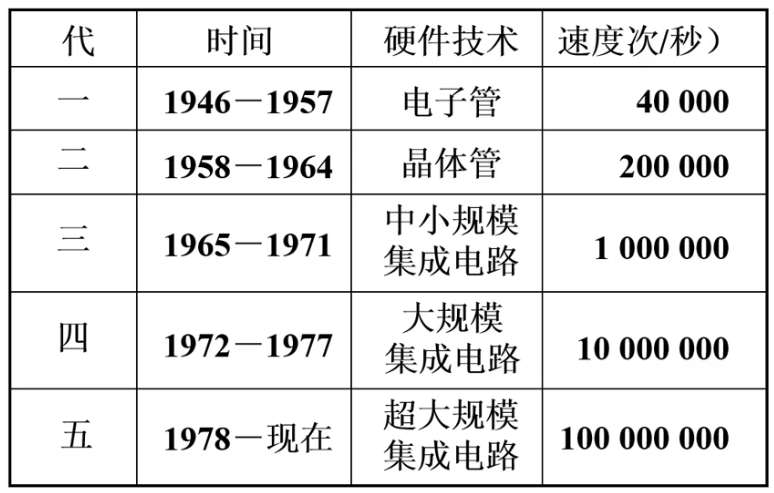 代 时间 硬件技术 速度次/秒）
一 1946－1957 电子管 40 000
二 1958－1964 晶体管 200 000
三 1965－1971 中小规模
集成电路 1 000 000
四 1972－1977 大规模
集成电路 10 000 000
五 1978－现在 超大规模
集成电路 100 000 000